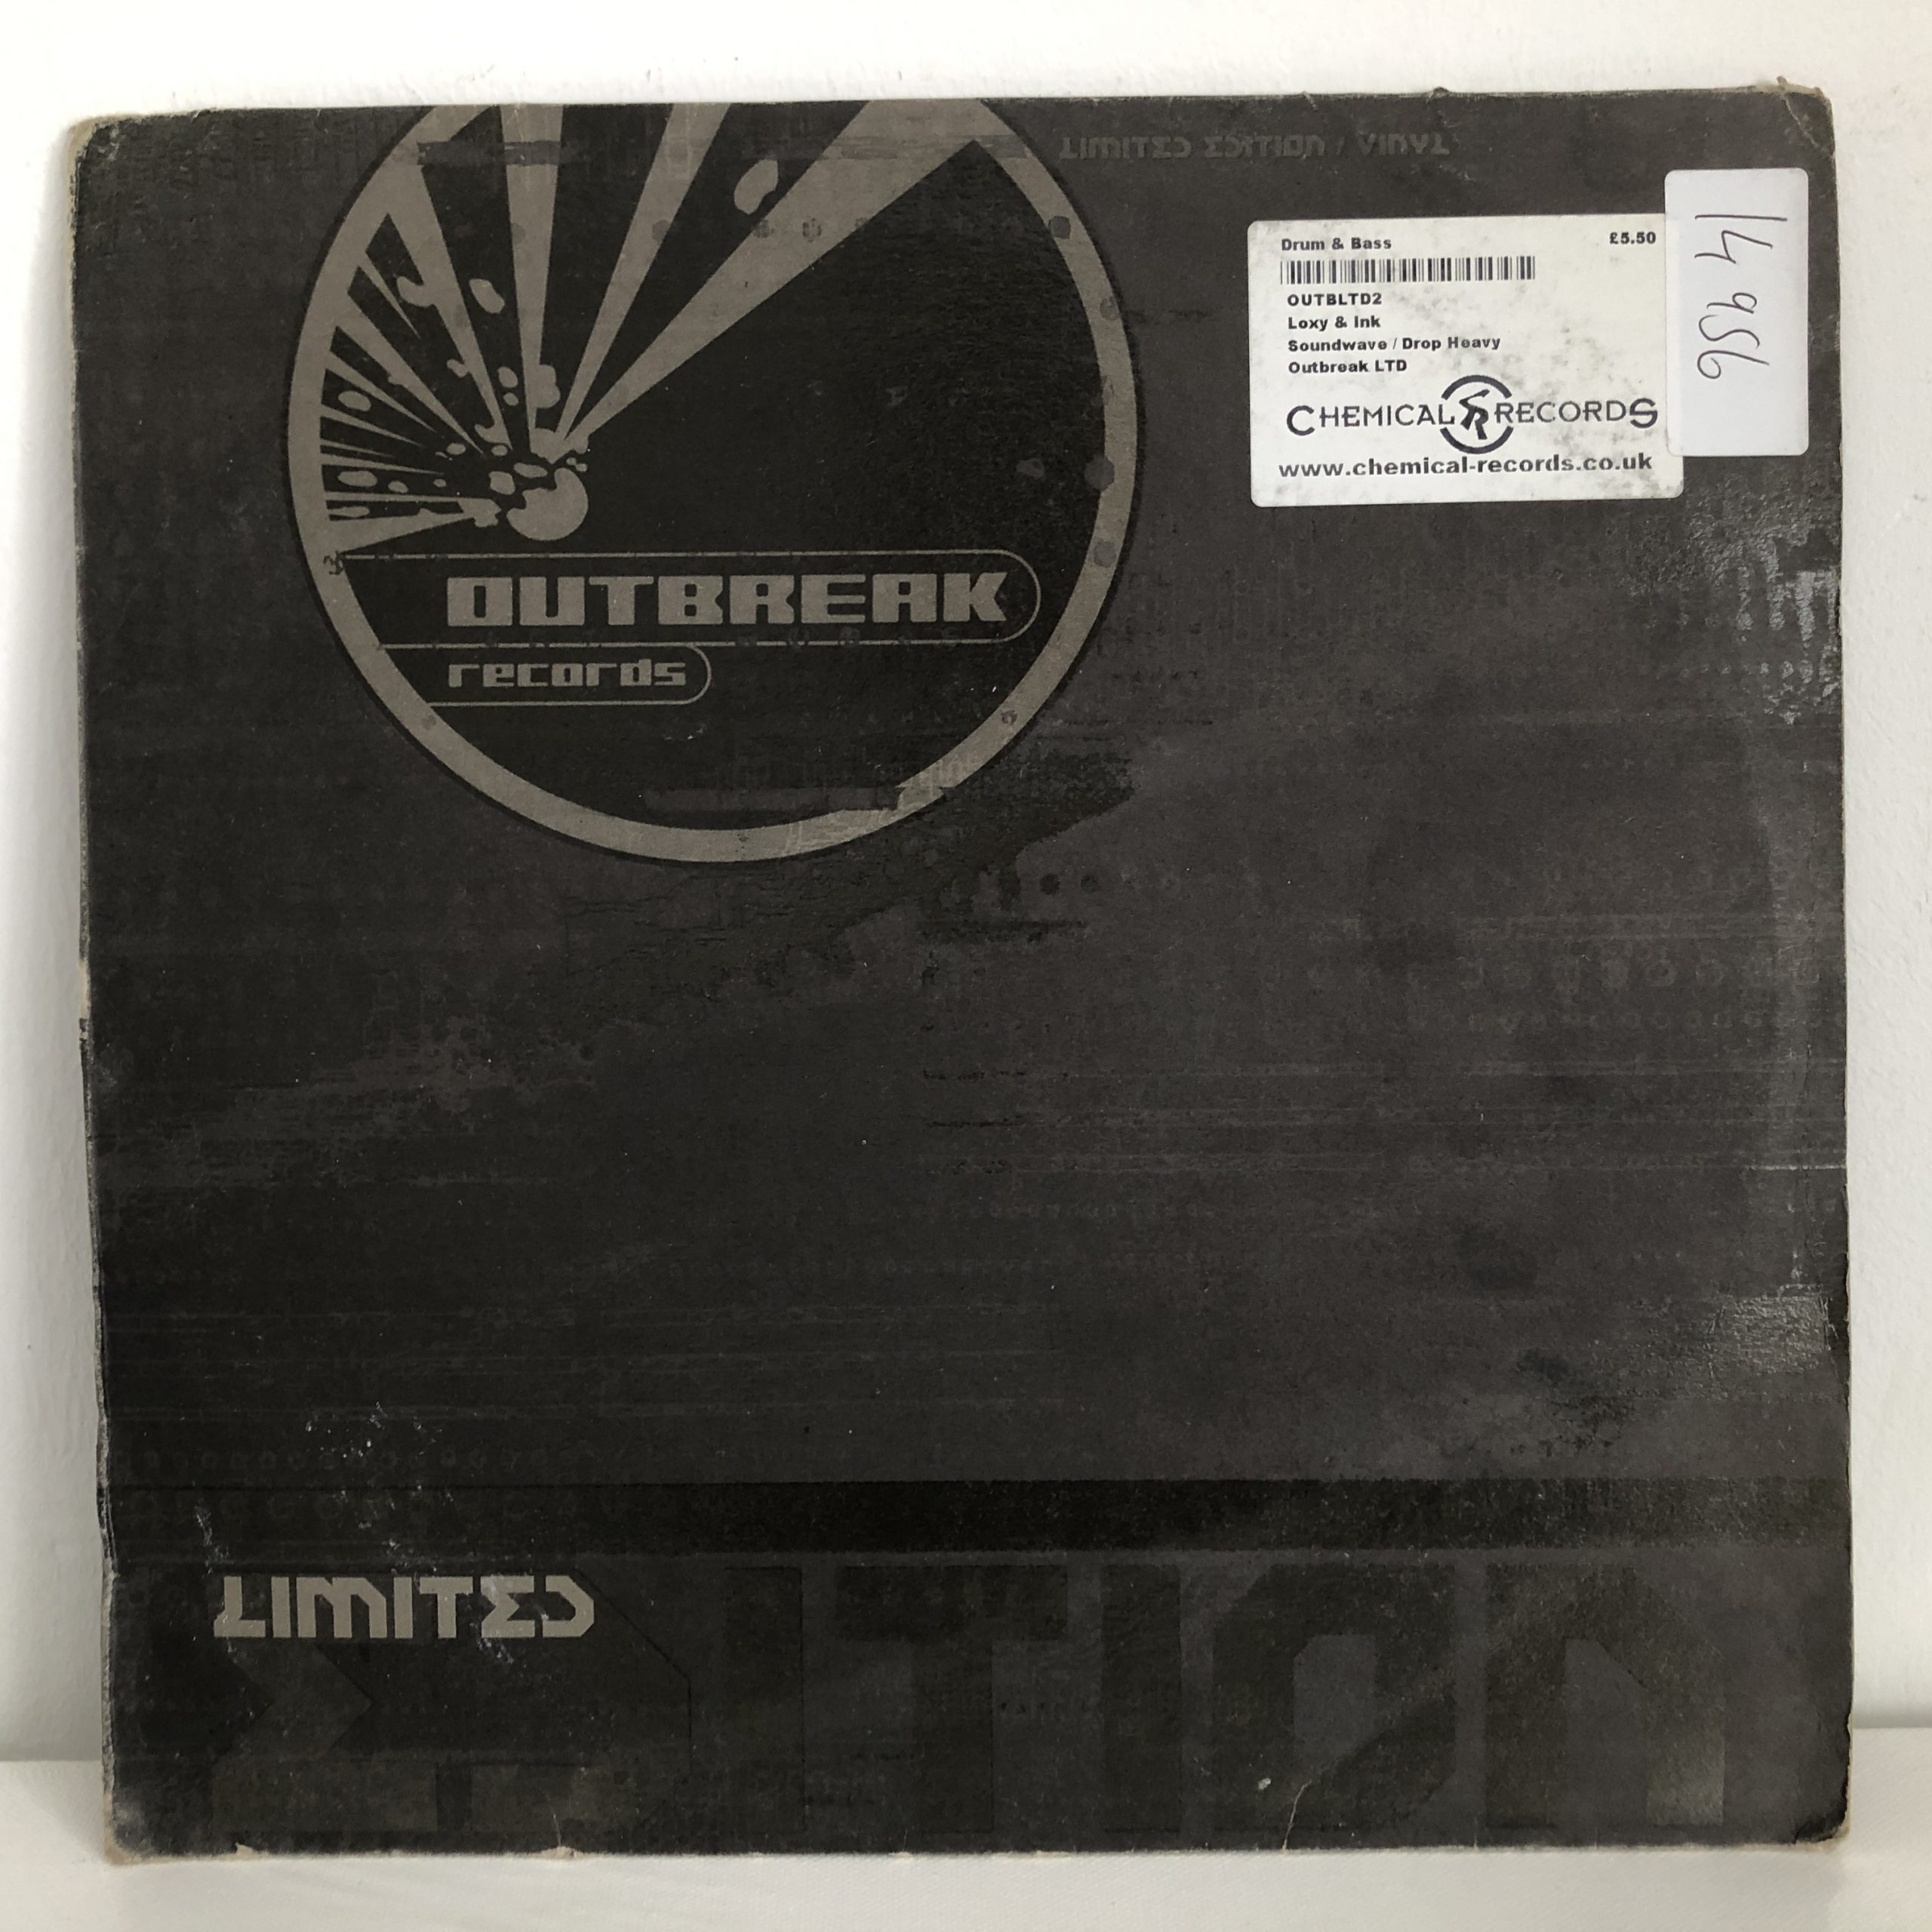 LIMITED EDITION / VINYL
Drum & Bass £5.50
OUTBLTD2
Loxy & Ink
Soundwave / Drop Heavy
Outbreak LTD
CHEMICAL RECORDS
www.chemical-records.co.uk
14956
OUTBREAK
records
LIMITED
EDITION